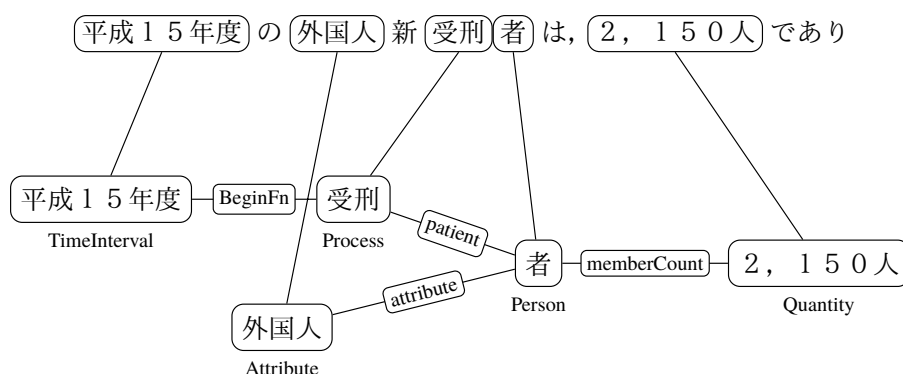 平成１５年度 の 外国人 新 受刑 者 は, ２，１５０人 であり
平成１５年度 BeginFn 受刑
TimeInterval Process
patient
者 memberCount ２，１５０人
Person Quantity
attribute
外国人
Attribute